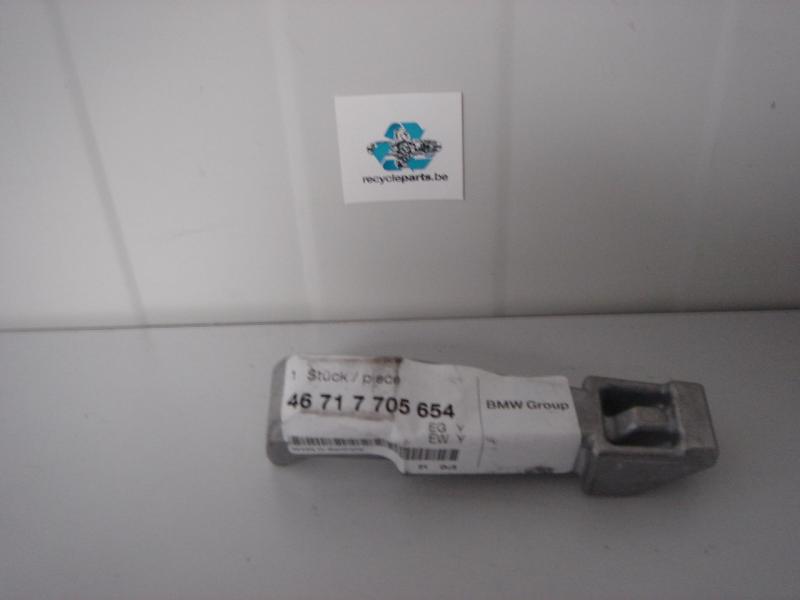 recycleparts.be
1 Stück / piece
46 71 7 705 654
EG Y
EW Y
BMW Group